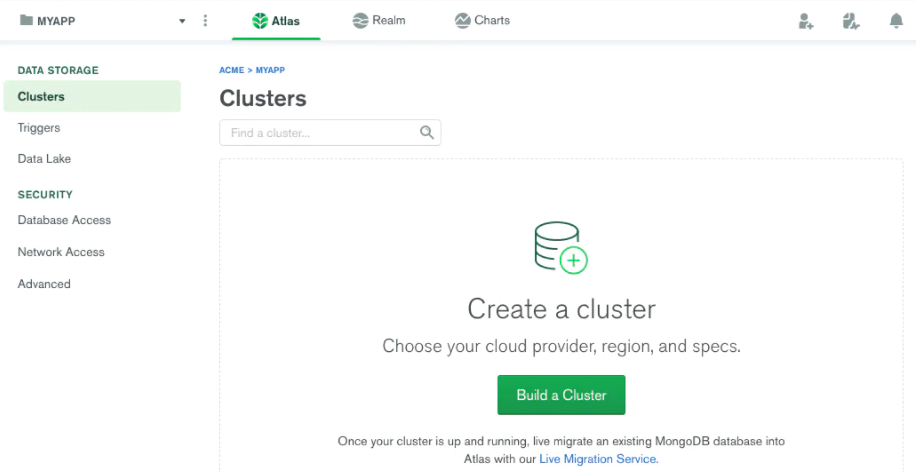 MYAPP
Atlas
Realm
Charts
DATA STORAGE
Clusters
Triggers
Data Lake
SECURITY
Database Access
Network Access
Advanced
ACME > MYAPP
Clusters
Find a cluster...
Create a cluster
Choose your cloud provider, region, and specs.
Build a Cluster
Once your cluster is up and running, live migrate an existing MongoDB database into
Atlas with our Live Migration Service.